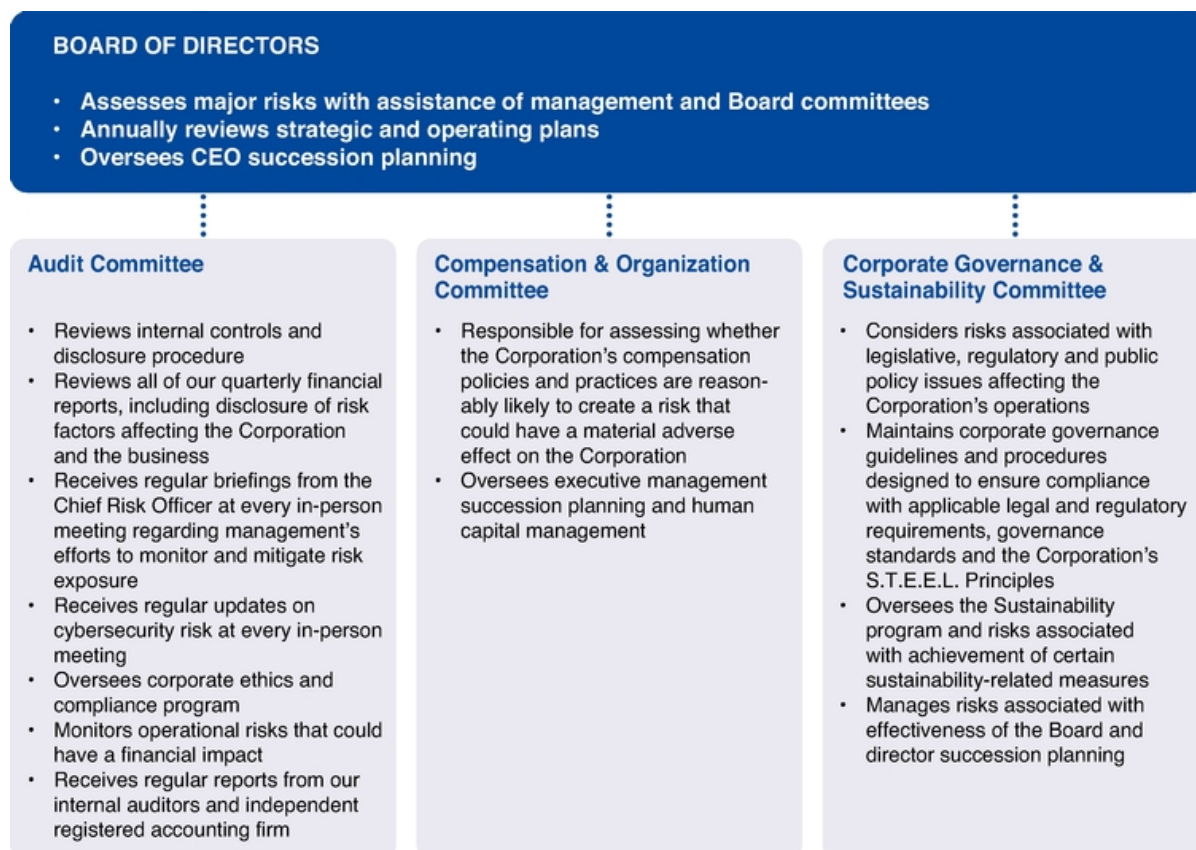 BOARD OF DIRECTORS
• Assesses major risks with assistance of management and Board committees
• Annually reviews strategic and operating plans
• Oversees CEO succession planning
Audit Committee
• Reviews internal controls and
disclosure procedure
• Reviews all of our quarterly financial
reports, including disclosure of risk
factors affecting the Corporation
and the business
• Receives regular briefings from the
Chief Risk Officer at every in-person
meeting regarding management's
efforts to monitor and mitigate risk
exposure
• Receives regular updates on
cybersecurity risk at every in-person
meeting
• Oversees corporate ethics and
compliance program
• Monitors operational risks that could
have a financial impact
• Receives regular reports from our
internal auditors and independent
registered accounting firm
Compensation & Organization
Committee
• Responsible for assessing whether
the Corporation's compensation
policies and practices are reason-
ably likely to create a risk that
could have a material adverse
effect on the Corporation
• Oversees executive management
succession planning and human
capital management
Corporate Governance &
Sustainability Committee
• Considers risks associated with
legislative, regulatory and public
policy issues affecting the
Corporation's operations
• Maintains corporate governance
guidelines and procedures
designed to ensure compliance
with applicable legal and regulatory
requirements, governance
standards and the Corporation's
S.T.E.E.L. Principles
• Oversees the Sustainability
program and risks associated
with achievement of certain
sustainability-related measures
• Manages risks associated with
effectiveness of the Board and
director succession planning